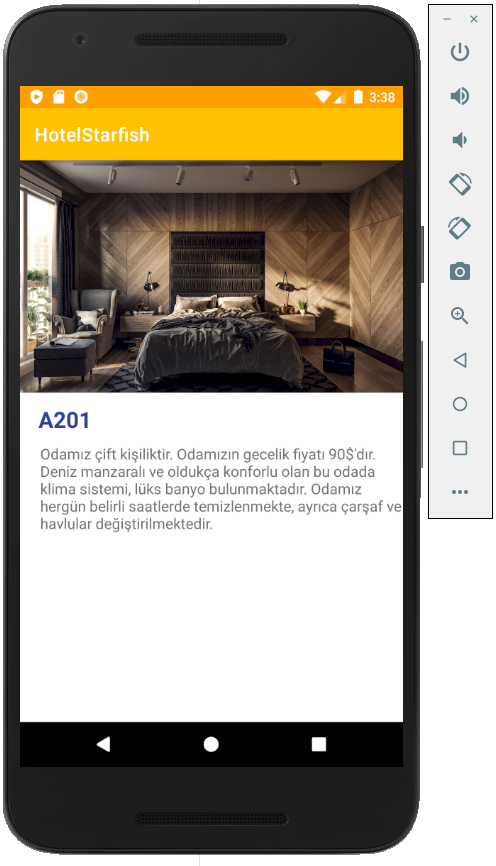 3:38
HotelStarfish
A201
Odamız çift kişiliktir. Odamızın gecelik fiyatı 90$'dır.
Deniz manzaralı ve oldukça konforlu olan bu odada
klima sistemi, lüks banyo bulunmaktadır. Odamız
hergün belirli saatlerde temizlenmekte, ayrıca çarşaf ve
havlular değiştirilmektedir.